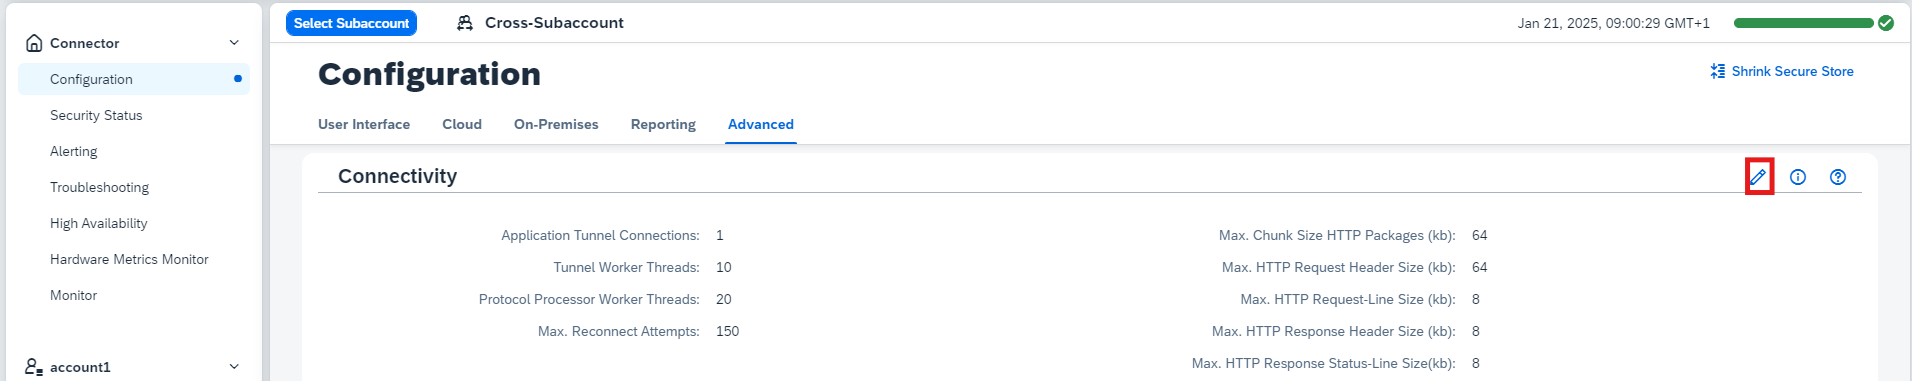 Connector
Configuration
Security Status
Alerting
Troubleshooting
High Availability
Hardware Metrics Monitor
Monitor
account1
Select Subaccount
Cross-Subaccount
Jan 21, 2025, 09:00:29 GMT+1
Configuration
Shrink Secure Store
User Interface Cloud On-Premises Reporting Advanced
Connectivity
Application Tunnel Connections: 1
Tunnel Worker Threads: 10
Protocol Processor Worker Threads: 20
Max. Reconnect Attempts: 150
Max. Chunk Size HTTP Packages (kb): 64
Max. HTTP Request Header Size (kb): 64
Max. HTTP Request-Line Size (kb): 8
Max. HTTP Response Header Size (kb): 8
Max. HTTP Response Status-Line Size(kb): 8